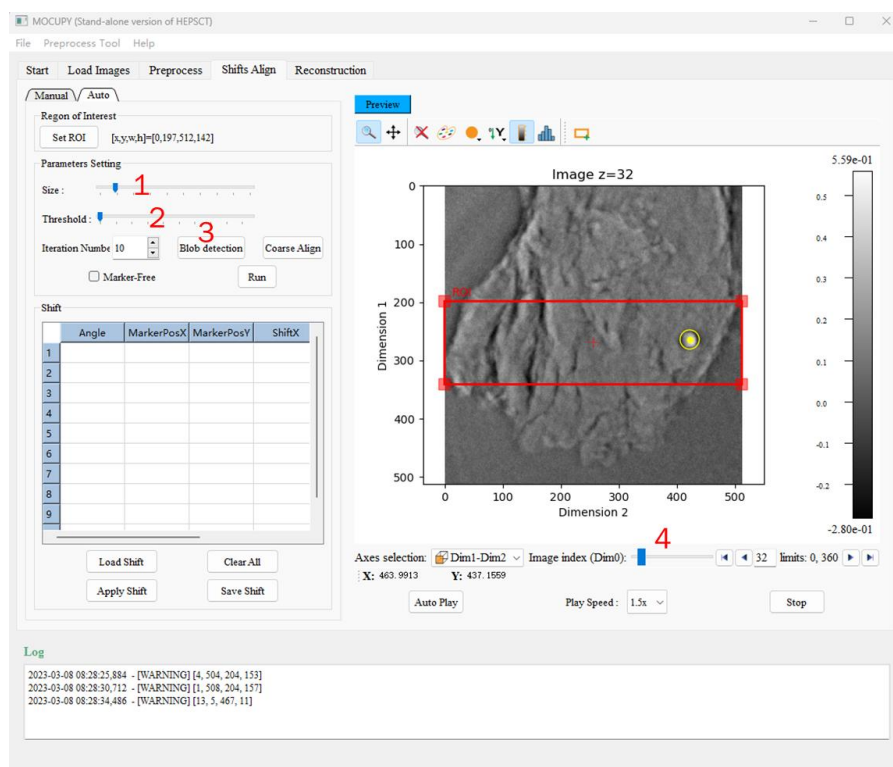 MOCUPY (Stand-alone version of HEPSCT)
File Preprocess Tool Help
Start Load Images Preprocess Shifts Align Reconstruction
Manual Auto
Regon of Interest
Set ROI [x,y,w,h]=[0,197,512,142]
Parameters Setting
Size : 1
Threshold : 2
3
Iteration Numbe 10 Blob detection Coarse Align
Marker-Free Run
Shift
Angle MarkerPosX MarkerPosY ShiftX
1
2
3
4
5
6
7
8
9
Load Shift Clear All
Apply Shift Save Shift
Preview
Image z=32
5.59e-01
0
100
200
300
400
500
Dimension 1
ROI
0 100 200 300 400 500
Dimension 2
0.5
0.4
0.3
0.2
0.1
0.0
-0.1
-0.2
-2.80e-01
4
Axes selection: Dim1-Dim2 Image index (Dim0): 32 limits: 0, 360
X: 463.9913 Y: 437.1559
Auto Play Play Speed : 1.5x Stop
Log
2023-03-08 08:28:25,884 - [WARNING] [4, 504, 204, 153]
2023-03-08 08:28:30,712 - [WARNING] [1, 508, 204, 157]
2023-03-08 08:28:34,486 - [WARNING] [13, 5, 467, 11]